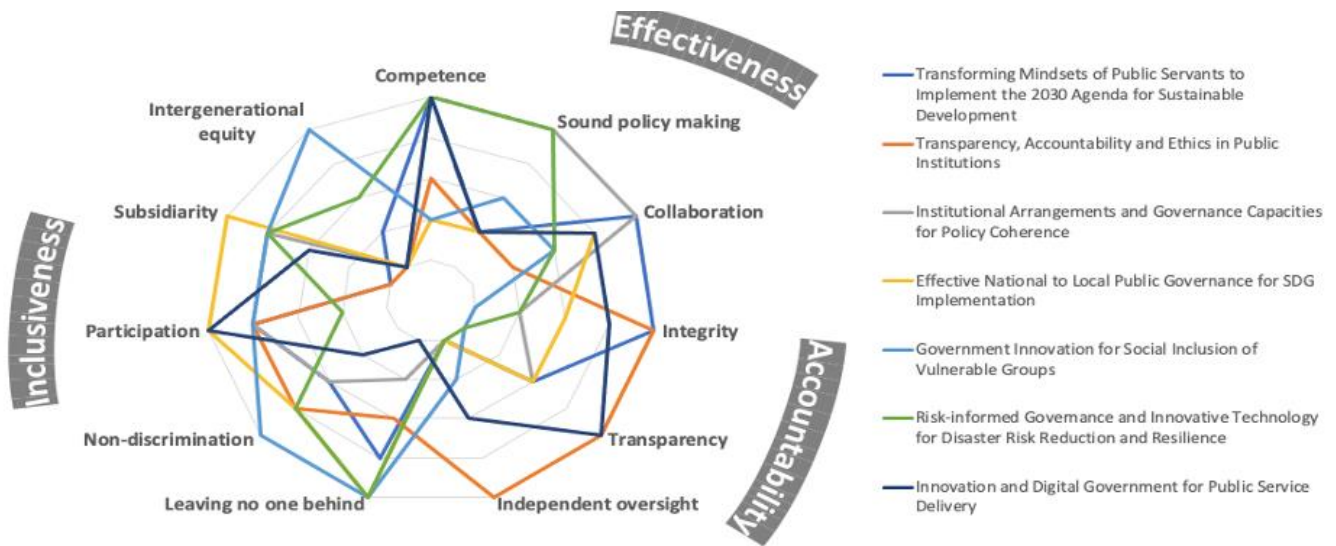 Effectiveness
Competence
Intergenerational
equity
Sound policy making
Subsidiarity
Collaboration
Inclusiveness
Participation
Integrity
Accountability
Non-discrimination
Transparency
Leaving no one behind
Independent oversight
Transforming Mindsets of Public Servants to
Implement the 2030 Agenda for Sustainable
Development
Transparency, Accountability and Ethics in Public
Institutions
Institutional Arrangements and Governance Capacities
for Policy Coherence
Effective National to Local Public Governance for SDG
Implementation
Government Innovation for Social Inclusion of
Vulnerable Groups
Risk-informed Governance and Innovative Technology
for Disaster Risk Reduction and Resilience
Innovation and Digital Government for Public Service
Delivery